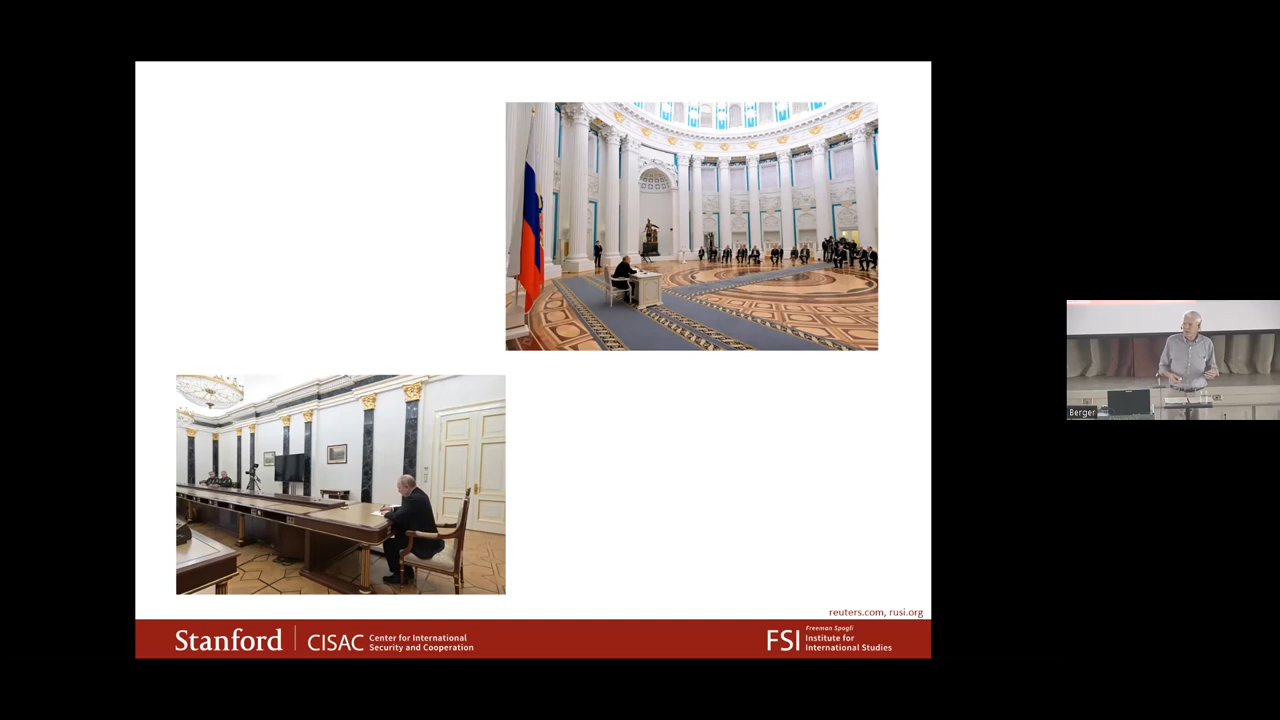 reuters.com, rusi.org
Stanford
CISAC
Center for International
Security and Cooperation
FSI
Freeman Spogli
Institute for
International Studies
Berger